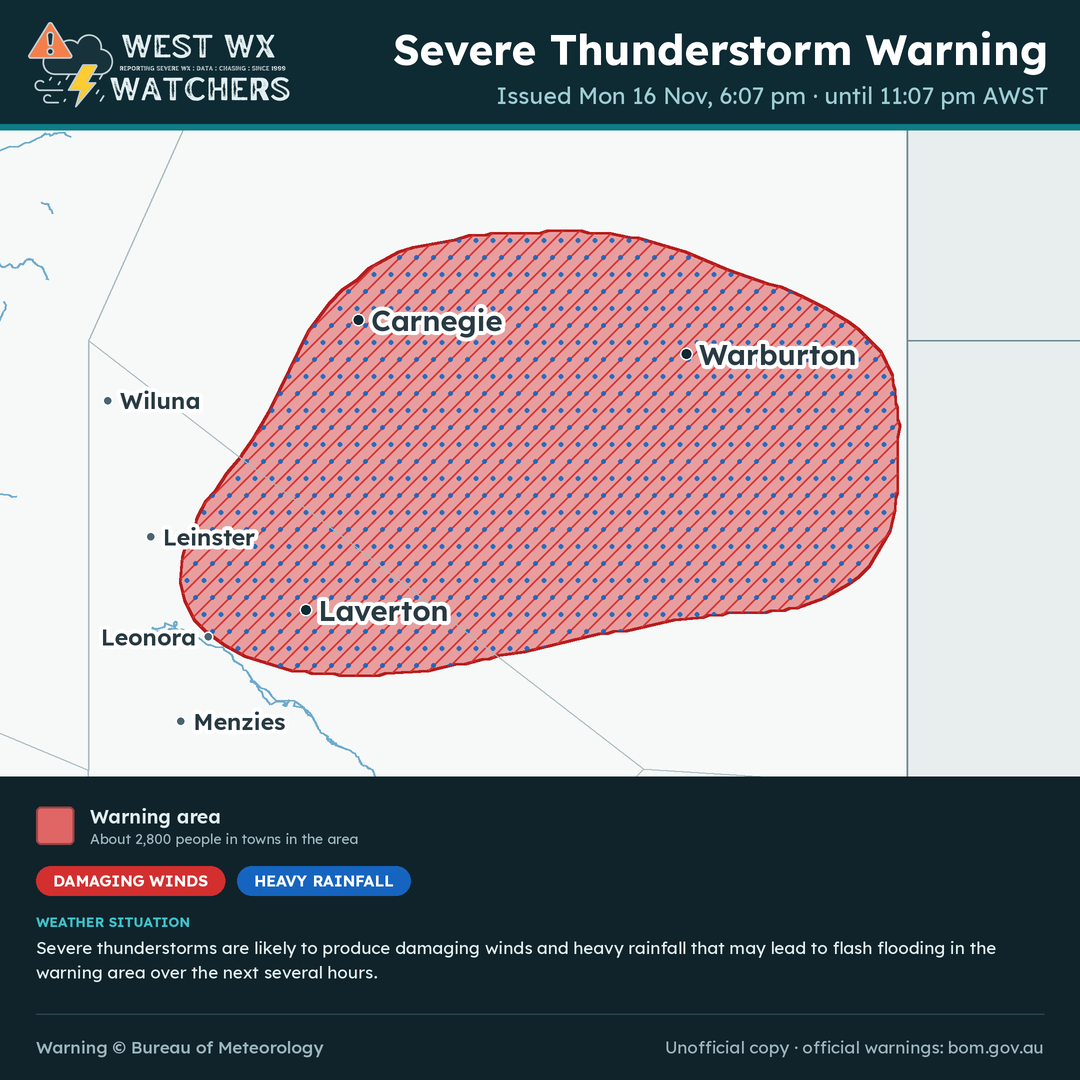 WEST WX
REPORTING SEVERE WX : DATA : CHASING : SINCE 1999
WATCHERS
Severe Thunderstorm Warning
Issued Mon 16 Nov, 6:07 pm · until 11:07 pm AWST
Carnegie
Warburton
Wiluna
Leinster
Laverton
Leonora
Menzies
Warning area
About 2,800 people in towns in the area
DAMAGING WINDS
HEAVY RAINFALL
WEATHER SITUATION
Severe thunderstorms are likely to produce damaging winds and heavy rainfall that may lead to flash flooding in the
warning area over the next several hours.
Warning © Bureau of Meteorology
Unofficial copy · official warnings: bom.gov.au